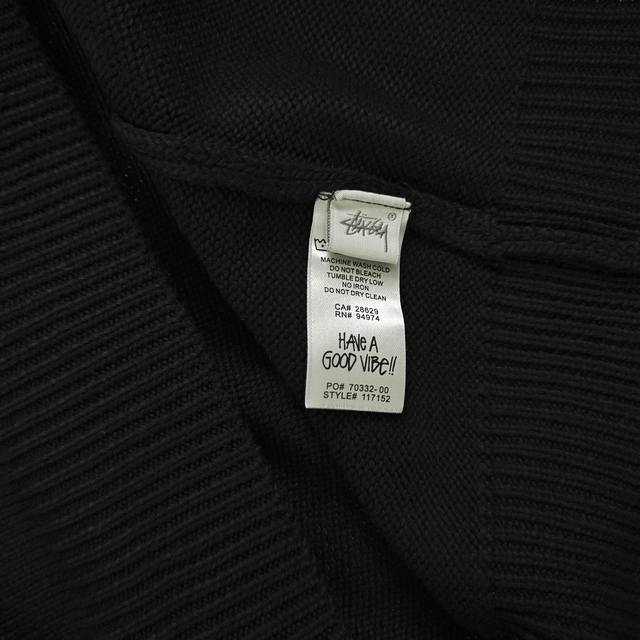 Stüssy ®
MACHINE WASH COLD
DO NOT BLEACH
TUMBLE DRY LOW
NO IRON
DO NOT DRY CLEAN
CA# 28629
RN# 94974
HAVE A
GOOD VIBE!!
PO# 70332-00
STYLE# 117152